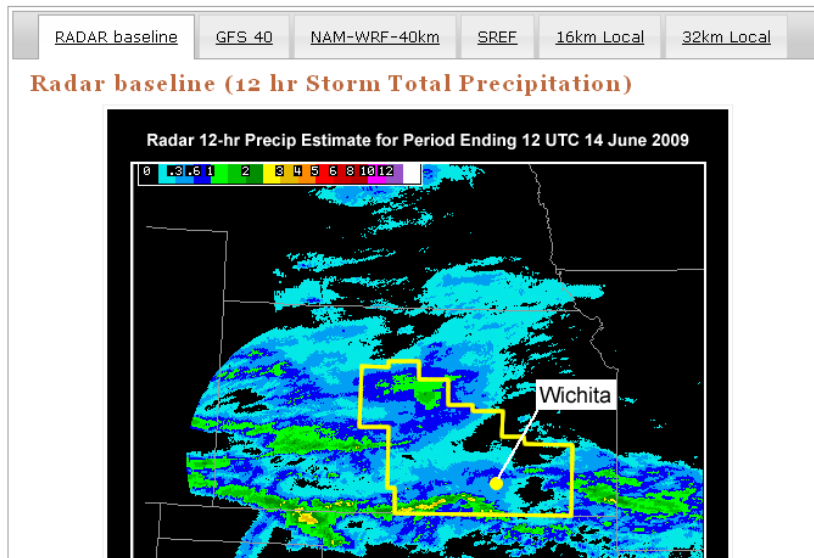 RADAR baseline GFS 40 NAM-WRF-40km SREF 16km Local 32km Local
Radar baseline (12 hr Storm Total Precipitation)
Radar 12-hr Precip Estimate for Period Ending 12 UTC 14 June 2009
0 .3 .6 1 2 3 4 5 6 8 10 12
Wichita